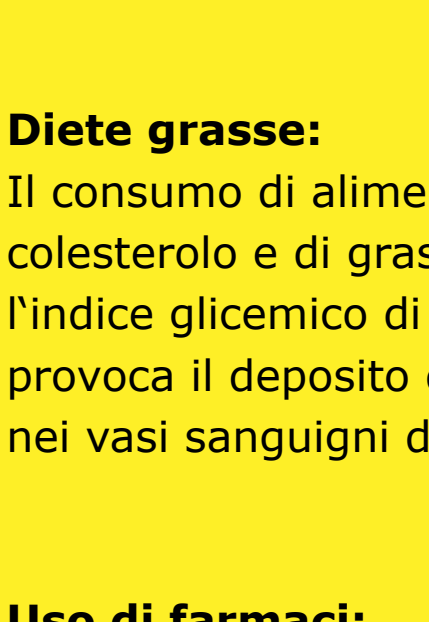 Diete grasse:
Il consumo di alime
colesterolo e di gras
l‘indice glicemico di
provoca il deposito
nei vasi sanguigni d
Uso di farmaci: